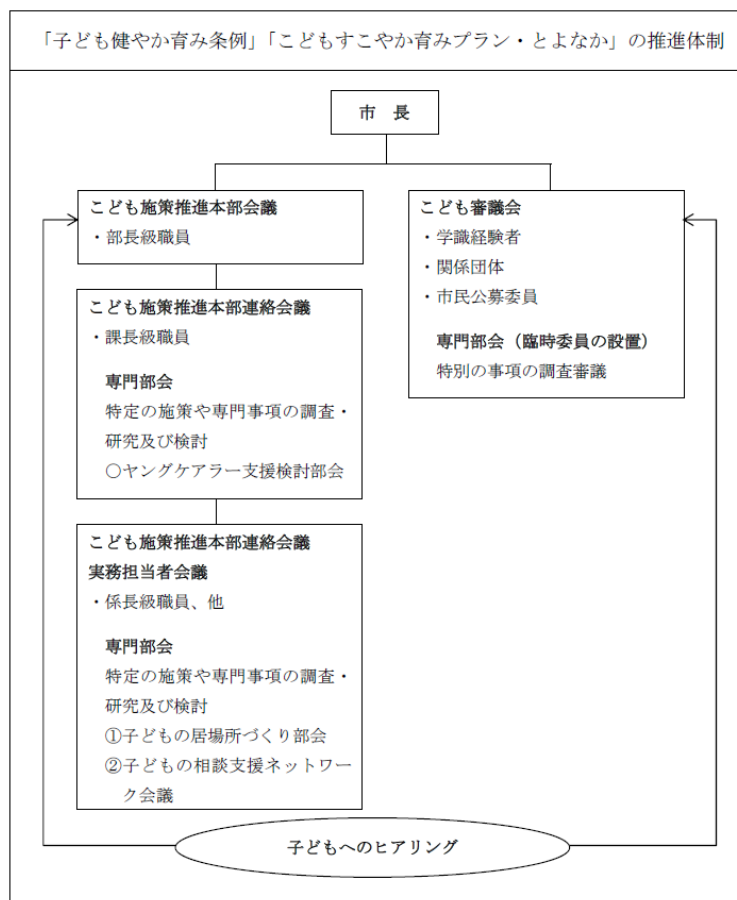 「子ども健やか育み条例」「こどもすこやか育みプラン・とよなか」の推進体制
市　長
こども施策推進本部会議
・部長級職員
こども施策推進本部連絡会議
・課長級職員
専門部会
特定の施策や専門事項の調査・
研究及び検討
○ヤングケアラー支援検討部会
こども施策推進本部連絡会議
実務担当者会議
・係長級職員、他
専門部会
特定の施策や専門事項の調査・
研究及び検討
①子どもの居場所づくり部会
②子どもの相談支援ネットワー
ク会議
こども審議会
・学識経験者
・関係団体
・市民公募委員
専門部会（臨時委員の設置）
特別の事項の調査審議
子どもへのヒアリング